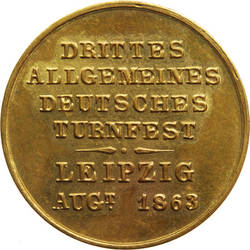 DRITTES
ALLGEMEINES
DEUTSCHES
TURNFEST
LEIPZIG
AUGT. 1863